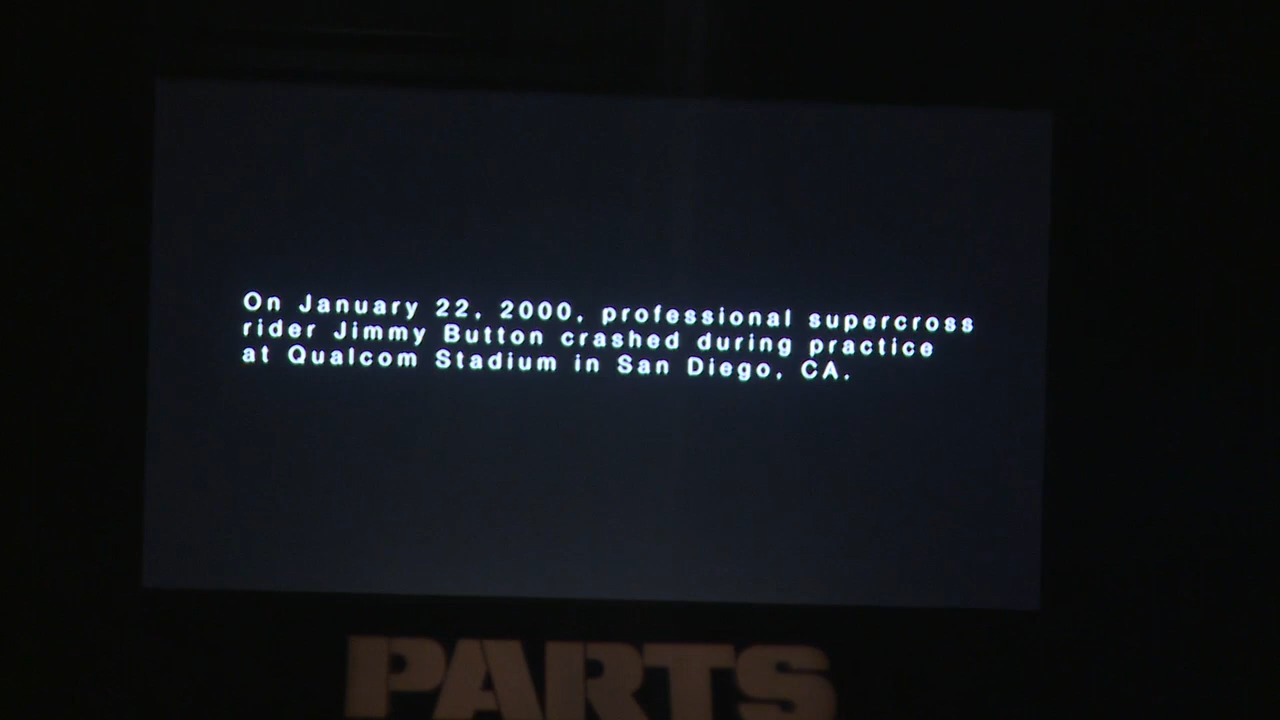 On January 22, 2000, professional supercross
rider Jimmy Button crashed during practice
at Qualcom Stadium in San Diego, CA.
PARTS